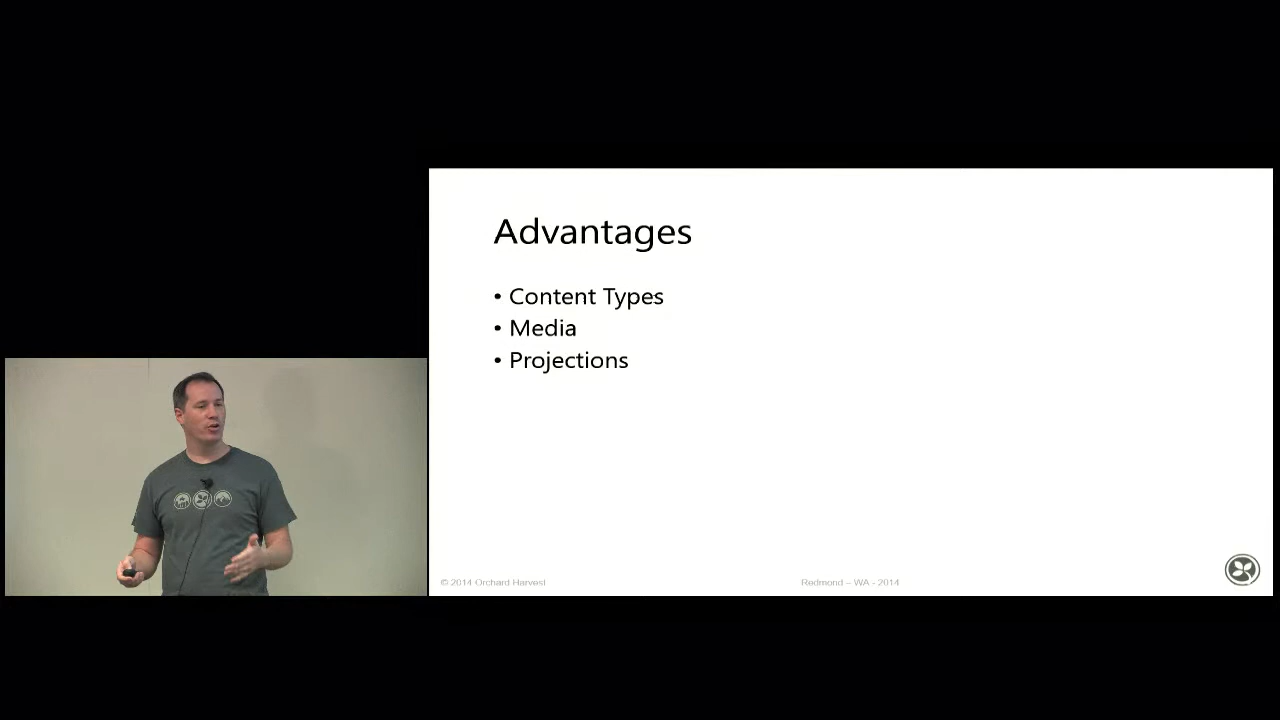 Advantages
• Content Types
• Media
• Projections
© 2014 Orchard Harvest
Redmond – WA - 2014